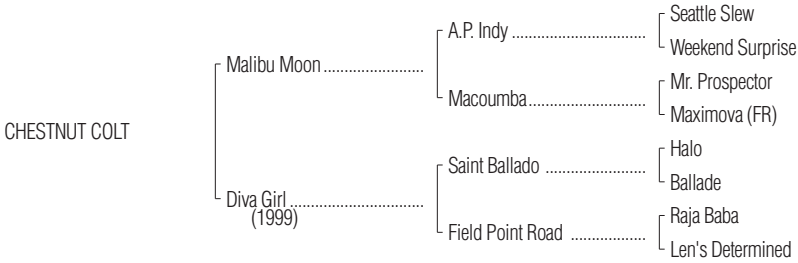 Seattle Slew
A.P. Indy ................................
Weekend Surprise
Malibu Moon........................
Mr. Prospector
Macoumba............................
Maximova (FR)
CHESTNUT COLT
Halo
Saint Ballado ........................
Ballade
Diva Girl ................................
(1999)
Raja Baba
Field Point Road ..................
Len's Determined